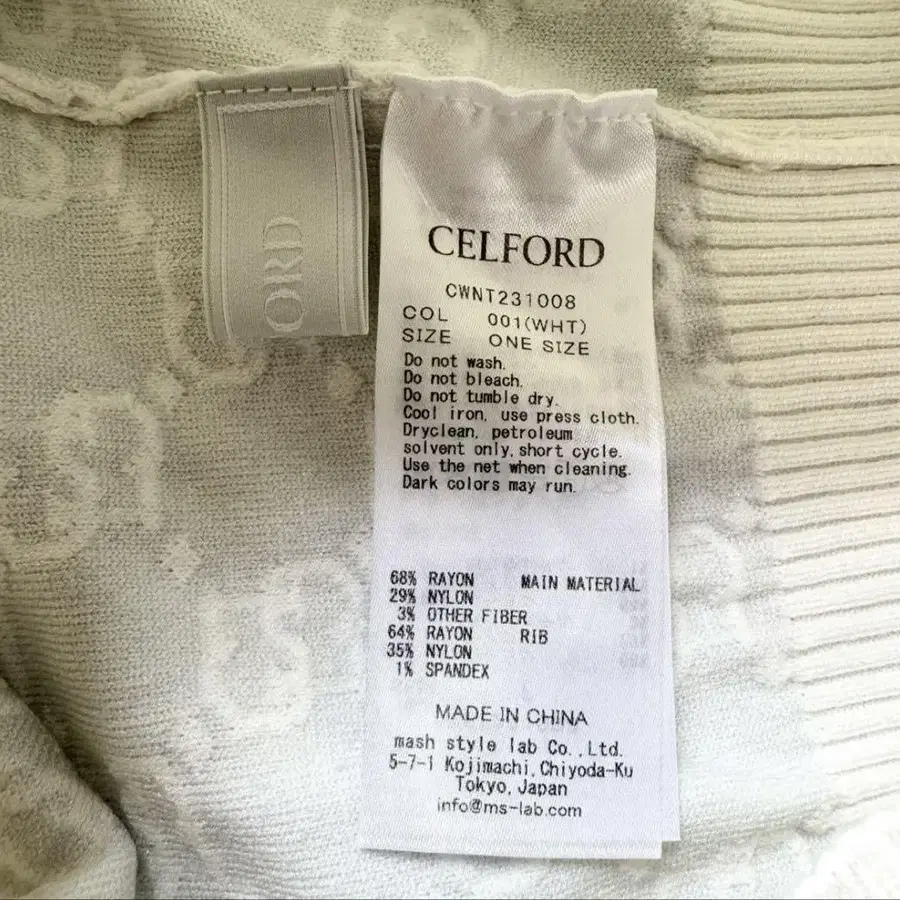 ORD
CELFORD
CWNT231008
COL 001(WHT)
SIZE ONE SIZE
Do not wash.
Do not bleach.
Do not tumble dry.
Cool iron, use press cloth.
Dryclean, petroleum
solvent only, short cycle.
Use the net when cleaning.
Dark colors may run.
68% RAYON MAIN MATERIAL
29% NYLON
3% OTHER FIBER
64% RAYON RIB
35% NYLON
1% SPANDEX
MADE IN CHINA
mash style lab Co.,Ltd.
5-7-1 Kojimachi,Chiyoda-Ku
Tokyo,Japan
info@ms-lab.com